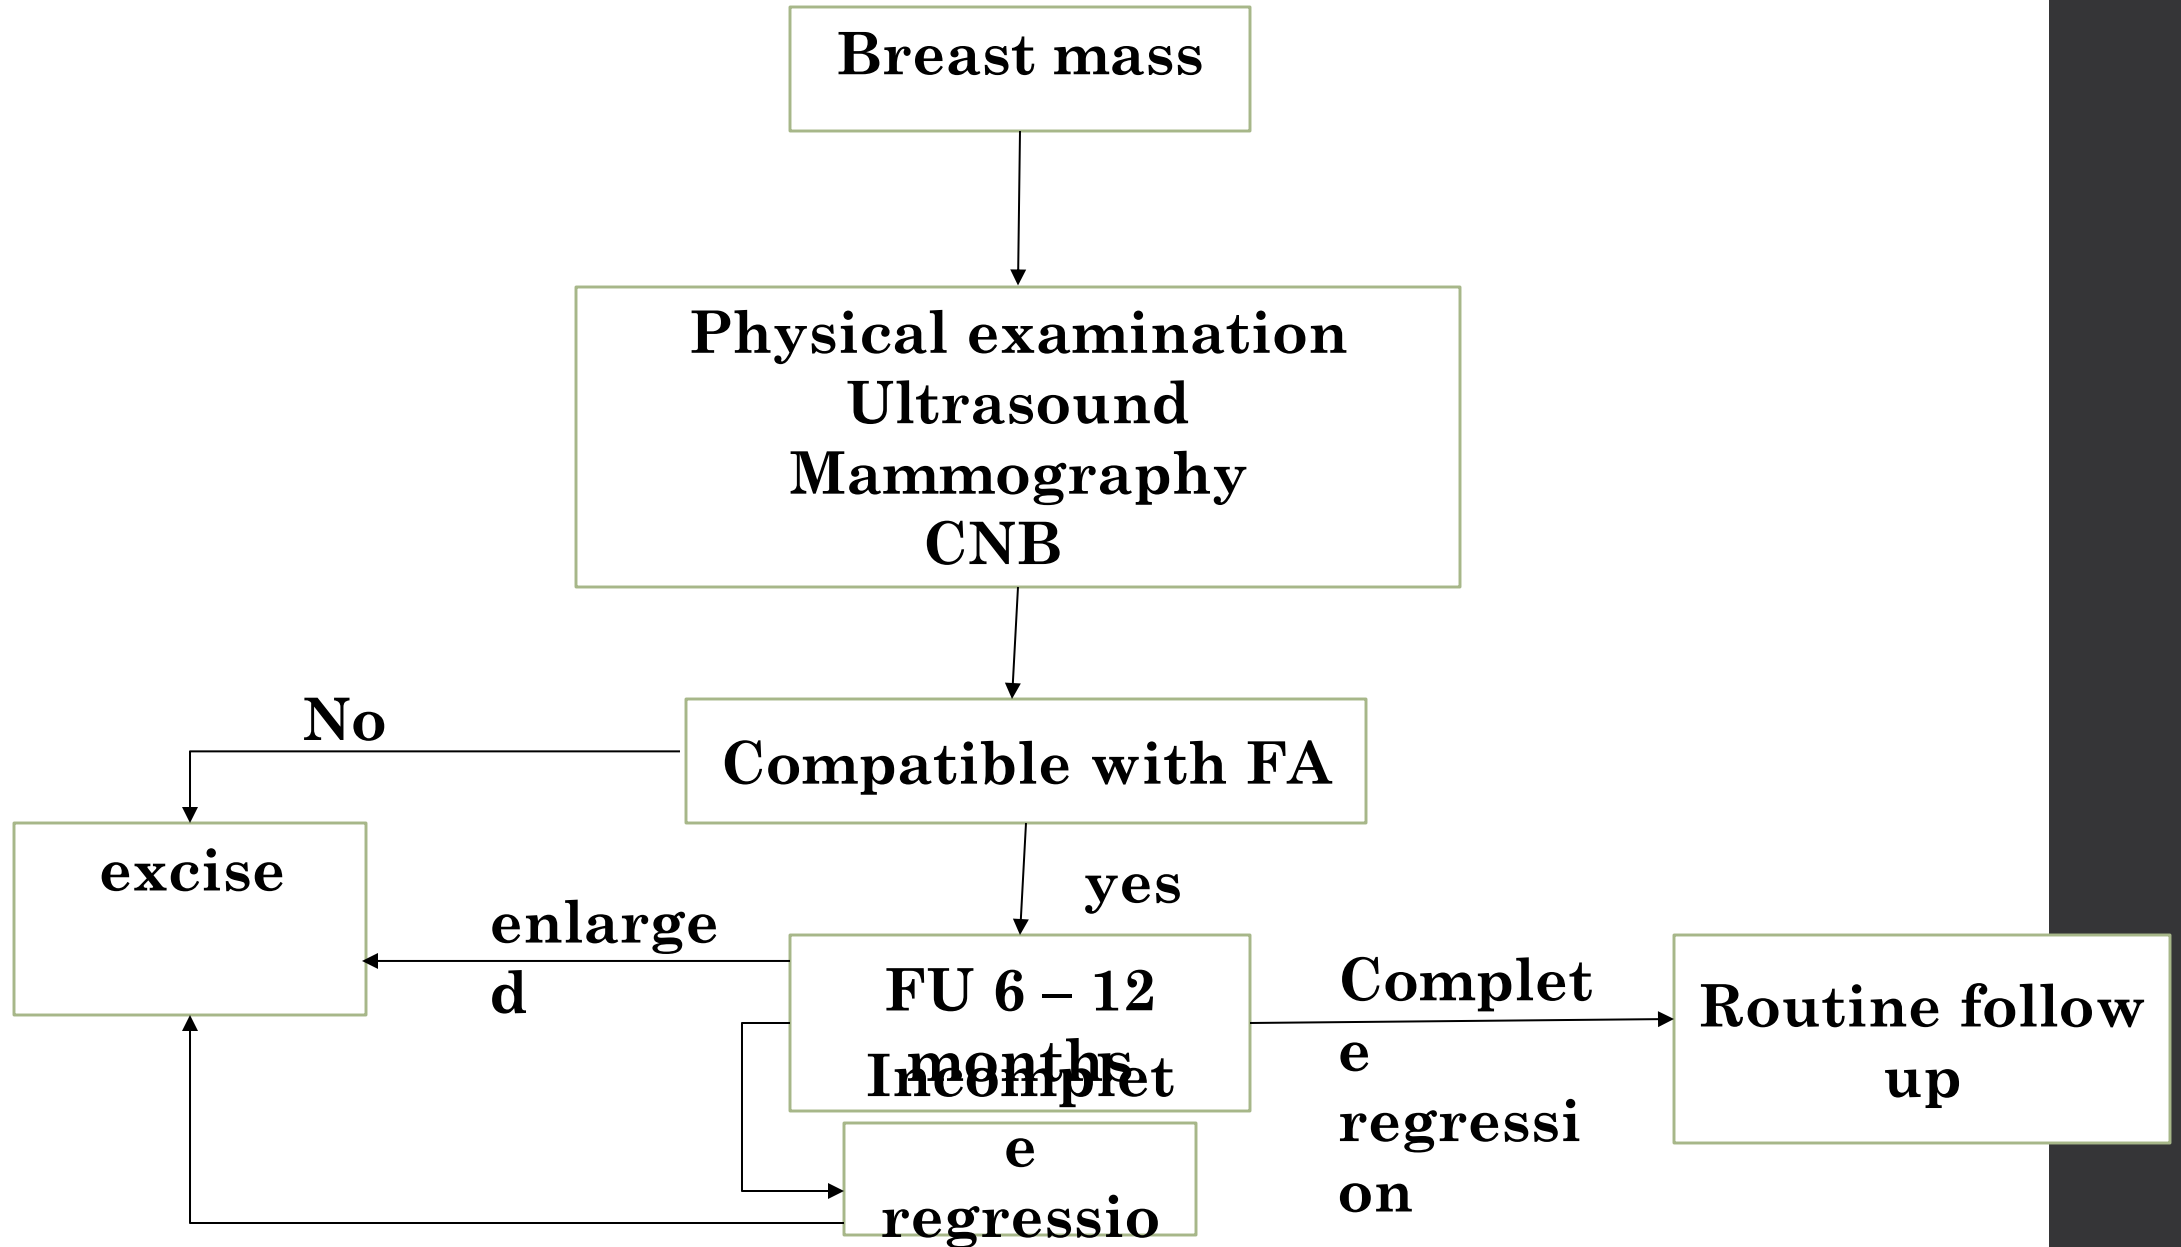 Breast mass
Physical examination
Ultrasound
Mammography
CNB
No
Compatible with FA
excise
yes
enlarge
d
FU 6 – 12
months
Complet
e
regressi
on
Routine follow
up
Incomplet
e
regressio